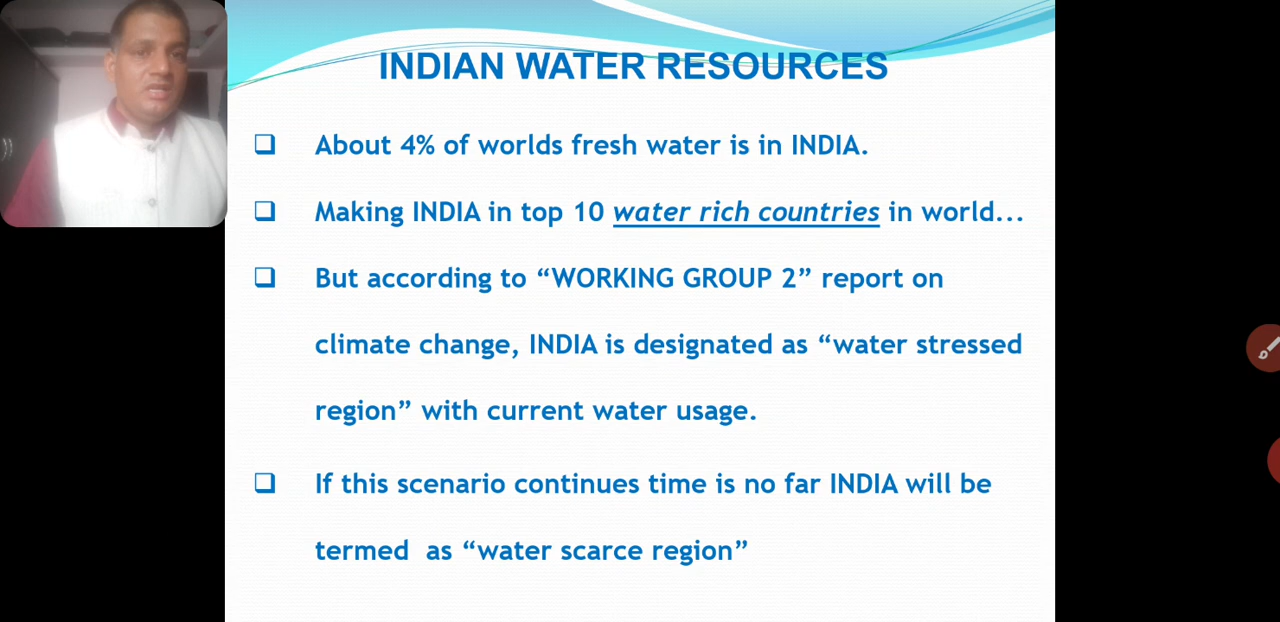 INDIAN WATER RESOURCES
About 4% of worlds fresh water is in INDIA.
Making INDIA in top 10 water rich countries in world...
But according to “WORKING GROUP 2” report on
climate change, INDIA is designated as “water stressed
region” with current water usage.
If this scenario continues time is no far INDIA will be
termed as “water scarce region”